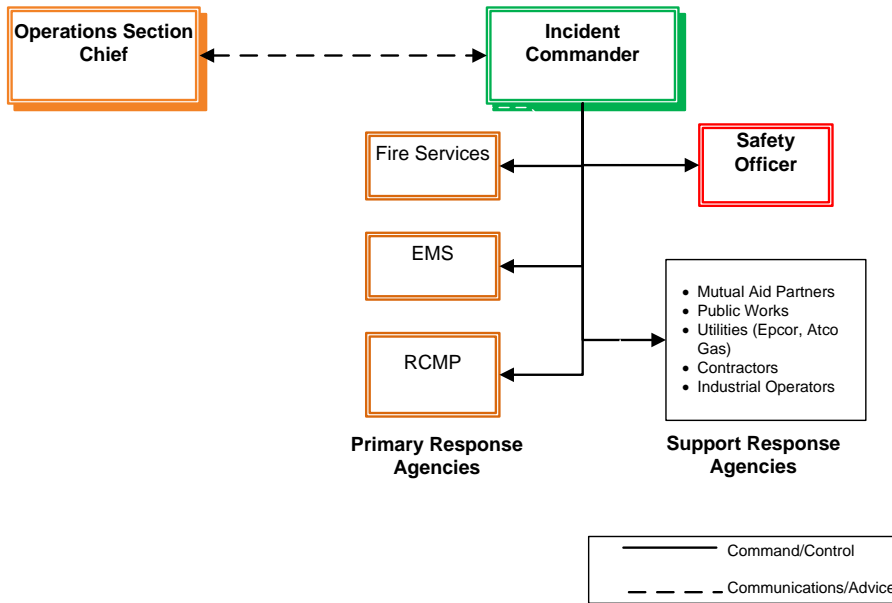 Operations Section
Chief
Incident
Commander
Fire Services
Safety
Officer
EMS
• Mutual Aid Partners
• Public Works
• Utilities (Epcor, Atco
Gas)
• Contractors
• Industrial Operators
RCMP
Primary Response
Agencies
Support Response
Agencies
Command/Control
Communications/Advice